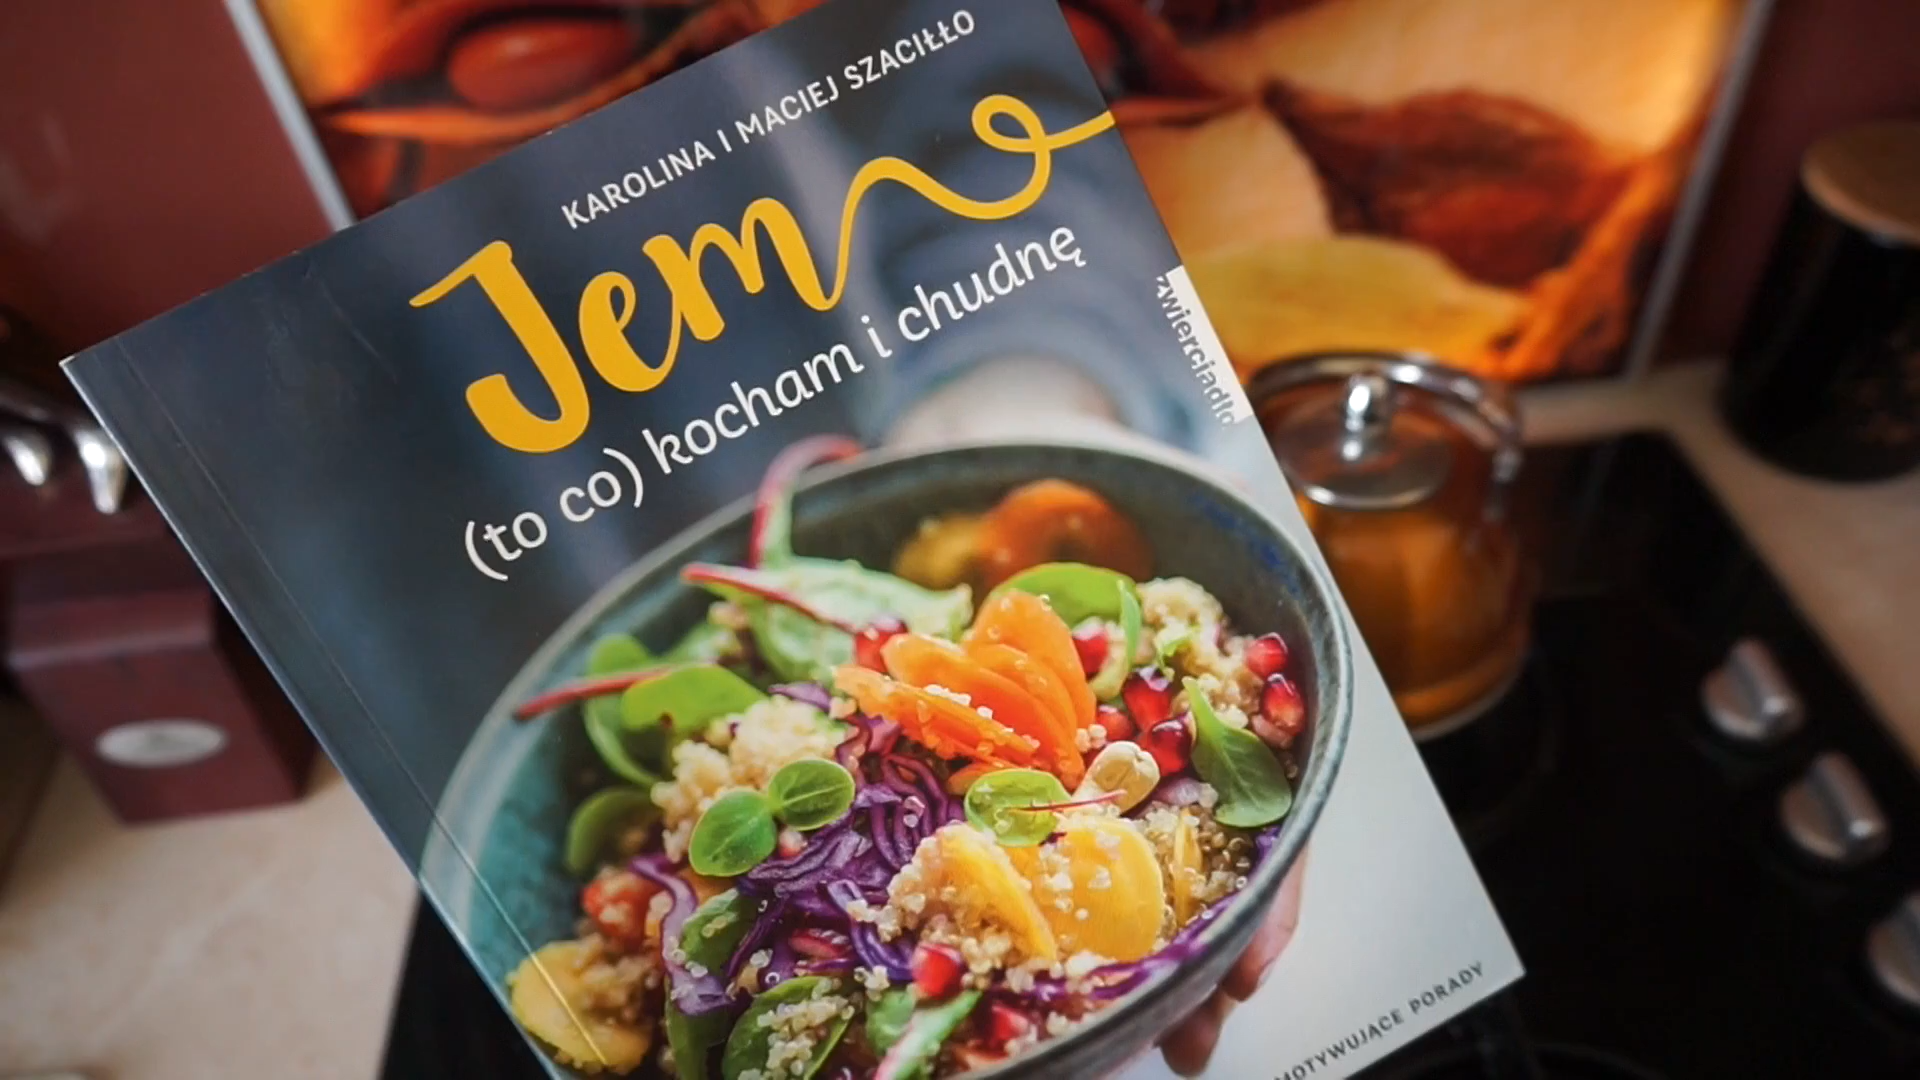 KAROLINA I MACIEJ SZACIŁŁO
Jem
(to co) kocham i chudnę
zwierciadło
MOTYWUJĄCE PORADY